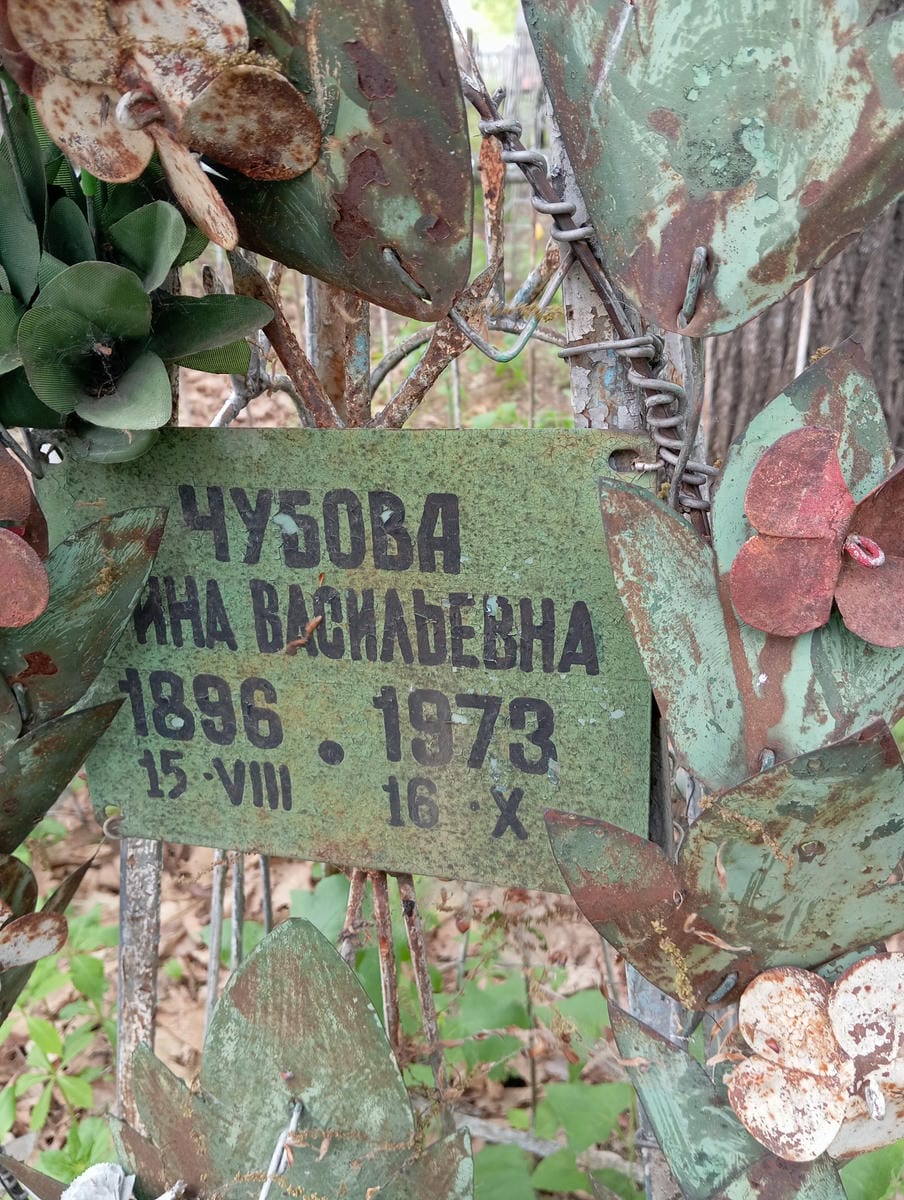 ЧУБОВА
ИНА ВАСИЛЬЕВНА
1896 • 1973
15 · VIII 16 · X